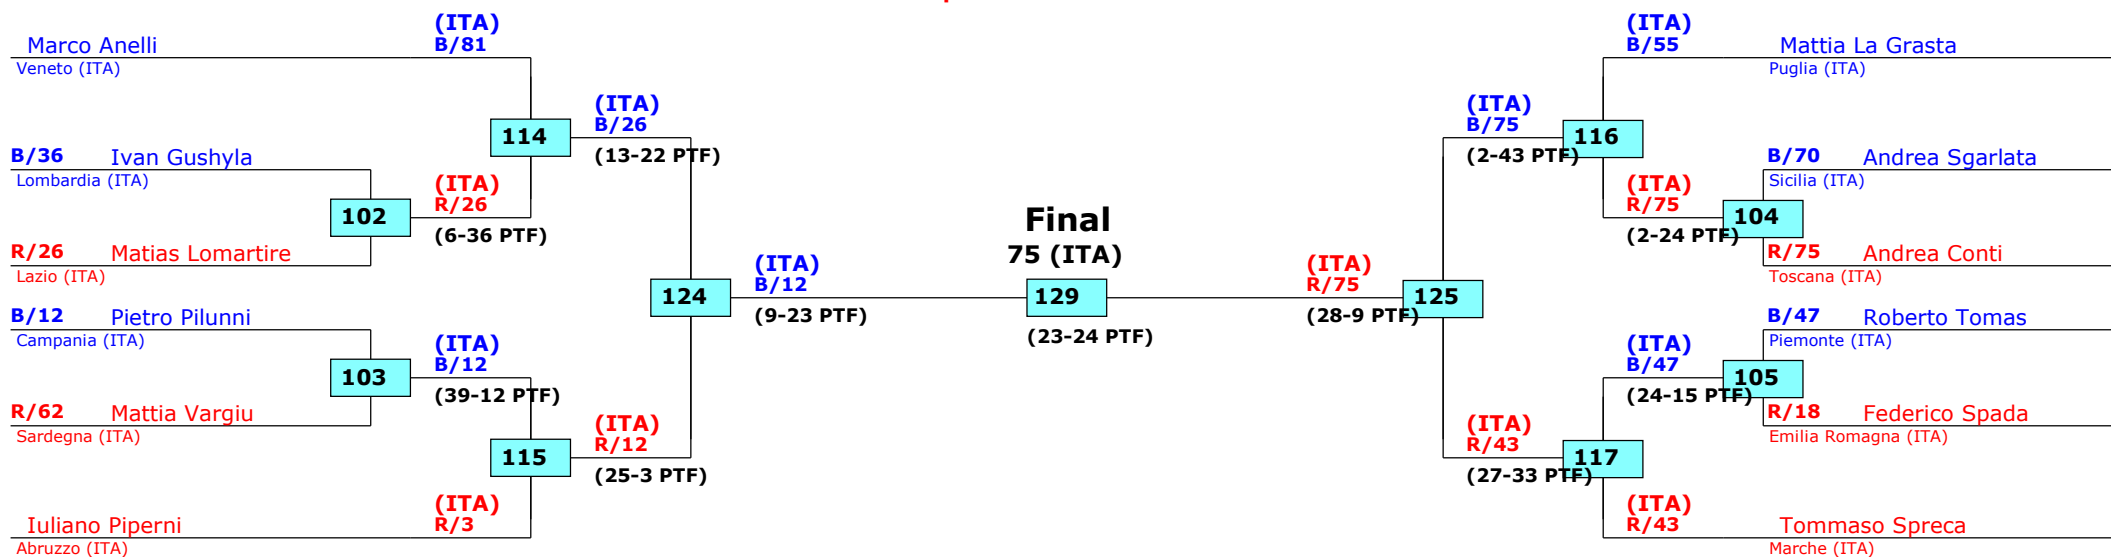 (ITA)
B/81
Marco Anelli
Veneto (ITA)
B/36 Ivan Gushyla
Lombardia (ITA)
102
R/26 Matias Lomartire
Lazio (ITA)
(ITA)
R/26
(6-36 PTF)
114
(ITA)
B/26
(13-22 PTF)
B/12 Pietro Pilunni
Campania (ITA)
103
R/62 Mattia Vargiu
Sardegna (ITA)
(ITA)
B/12
(39-12 PTF)
115
(ITA)
R/12
(25-3 PTF)
(ITA)
R/3
Iuliano Piperni
Abruzzo (ITA)
124
(ITA)
B/12
(9-23 PTF)
Final
75 (ITA)
129
(23-24 PTF)
(ITA)
R/75
(28-9 PTF)
125
(ITA)
B/75
(2-43 PTF)
116
(ITA)
B/55
Mattia La Grasta
Puglia (ITA)
(ITA)
R/75
(2-24 PTF)
104
B/70 Andrea Sgarlata
Sicilia (ITA)
R/75 Andrea Conti
Toscana (ITA)
(ITA)
R/43
(27-33 PTF)
117
(ITA)
B/47
(24-15 PTF)
105
B/47 Roberto Tomas
Piemonte (ITA)
R/18 Federico Spada
Emilia Romagna (ITA)
(ITA)
R/43
Tommaso Spreca
Marche (ITA)